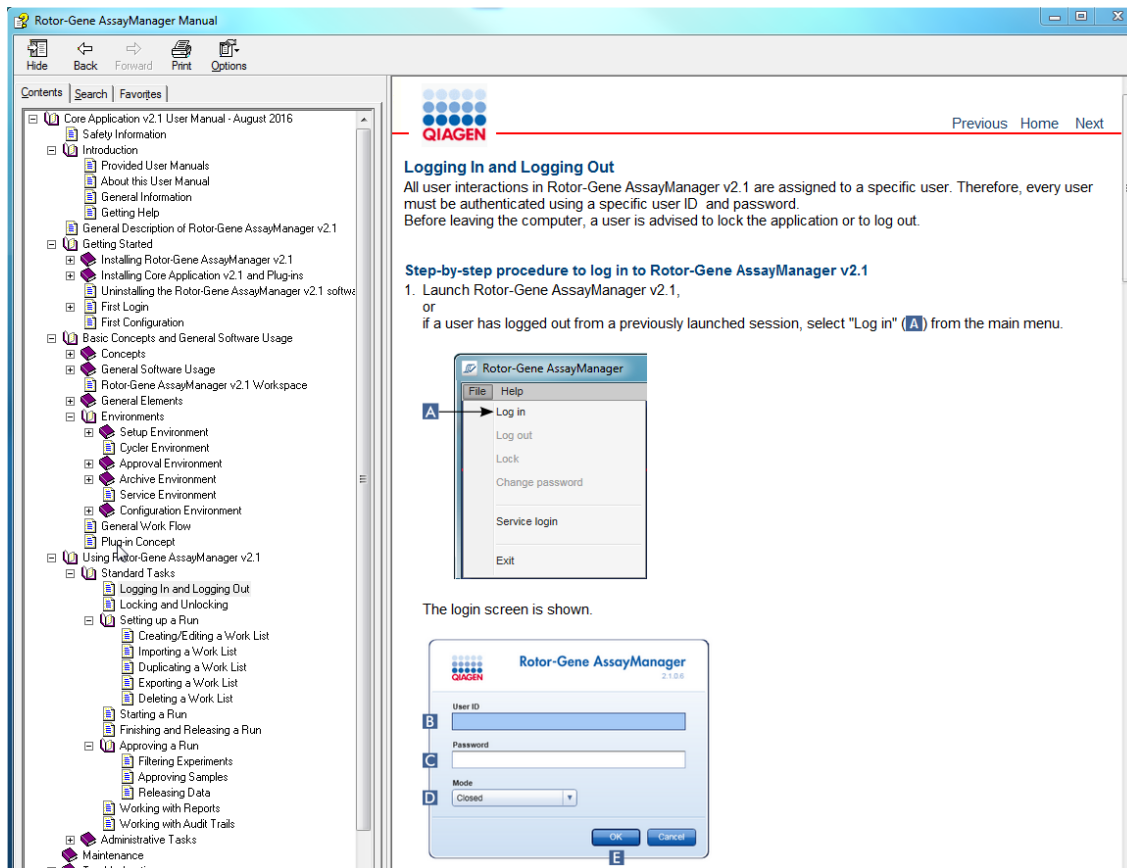 Rotor-Gene AssayManager Manual
Hide Back Forward Print Options
Contents Search Favorites
Core Application v2.1 User Manual - August 2016
Safety Information
Introduction
Provided User Manuals
About this User Manual
General Information
Getting Help
General Description of Rotor-Gene AssayManager v2.1
Getting Started
Installing Rotor-Gene AssayManager v2.1
Installing Core Application v2.1 and Plug-ins
Uninstalling the Rotor-Gene AssayManager v2.1 softwa
First Login
First Configuration
Basic Concepts and General Software Usage
Concepts
General Software Usage
Rotor-Gene AssayManager v2.1 Workspace
General Elements
Environments
Setup Environment
Cycler Environment
Approval Environment
Archive Environment
Service Environment
Configuration Environment
General Work Flow
Plug-in Concept
Using Rotor-Gene AssayManager v2.1
Standard Tasks
Logging In and Logging Out
Locking and Unlocking
Setting up a Run
Creating/Editing a Work List
Importing a Work List
Duplicating a Work List
Exporting a Work List
Deleting a Work List
Starting a Run
Finishing and Releasing a Run
Approving a Run
Filtering Experiments
Approving Samples
Releasing Data
Working with Reports
Working with Audit Trails
Administrative Tasks
Maintenance
QIAGEN
Previous Home Next
Logging In and Logging Out
All user interactions in Rotor-Gene AssayManager v2.1 are assigned to a specific user. Therefore, every user
must be authenticated using a specific user ID and password.
Before leaving the computer, a user is advised to lock the application or to log out.
Step-by-step procedure to log in to Rotor-Gene AssayManager v2.1
1. Launch Rotor-Gene AssayManager v2.1,
or
if a user has logged out from a previously launched session, select "Log in" (A) from the main menu.
Rotor-Gene AssayManager
File Help
A Log in
Log out
Lock
Change password
Service login
Exit
The login screen is shown.
QIAGEN Rotor-Gene AssayManager
2.1.0.6
User ID
B
Password
C
Mode
D Closed
OK Cancel
E